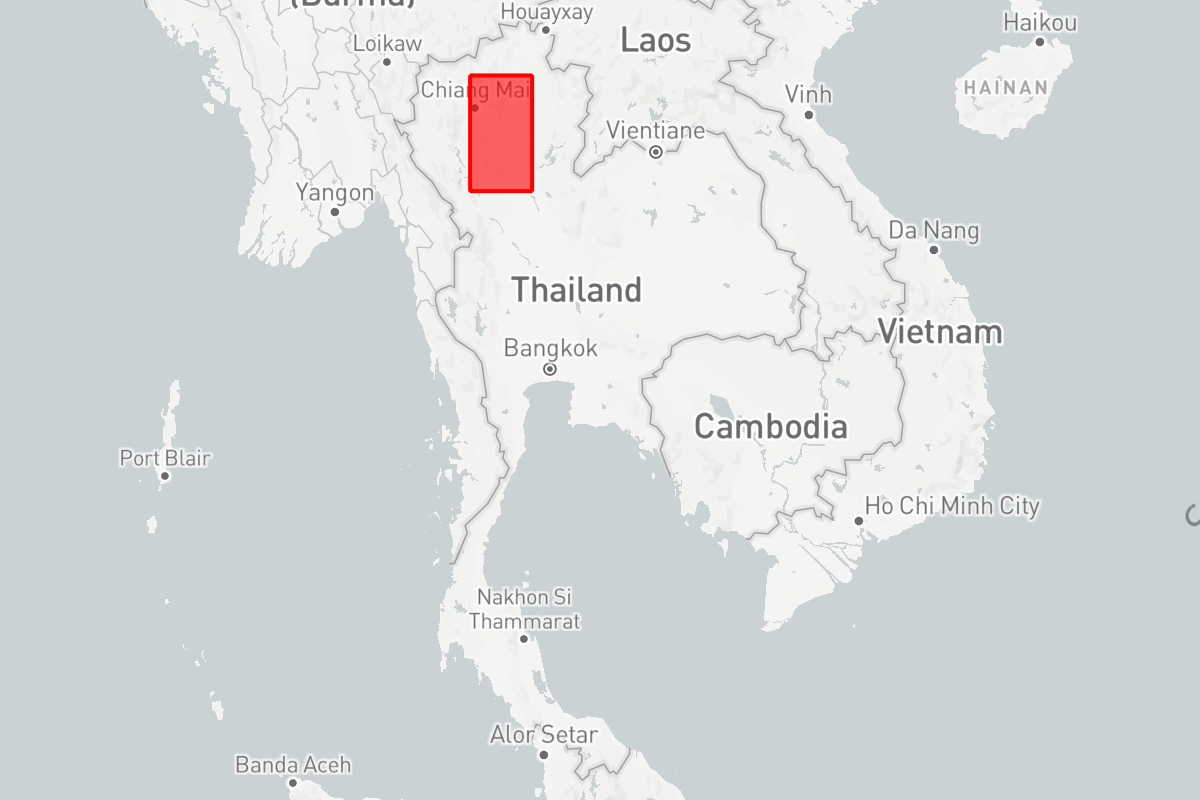 (Burma)
Houayxay
Haikou
Loikaw
Laos
Chiang Mai
HAINAN
Vinh
Vientiane
Yangon
Da Nang
Thailand
Vietnam
Bangkok
Cambodia
Port Blair
Ho Chi Minh City
Nakhon Si
Thammarat
Alor Setar
Banda Aceh